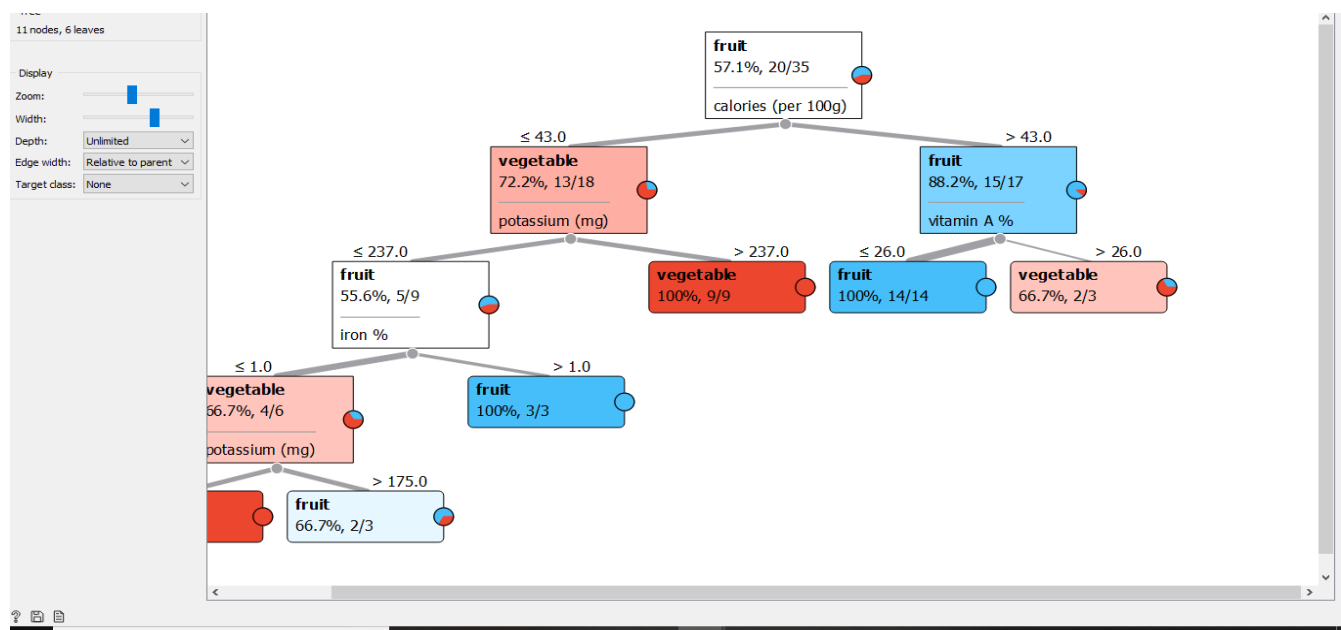 11 nodes, 6 leaves
Display
Zoom:
Width:
Depth: Unlimited
Edge width: Relative to parent
Target class: None
fruit
57.1%, 20/35
calories (per 100g)
≤ 43.0
> 43.0
vegetable
72.2%, 13/18
potassium (mg)
fruit
88.2%, 15/17
vitamin A %
≤ 237.0
> 237.0
≤ 26.0
> 26.0
fruit
55.6%, 5/9
iron %
vegetable
100%, 9/9
fruit
100%, 14/14
vegetable
66.7%, 2/3
≤ 1.0
> 1.0
vegetable
66.7%, 4/6
potassium (mg)
fruit
100%, 3/3
> 175.0
fruit
66.7%, 2/3